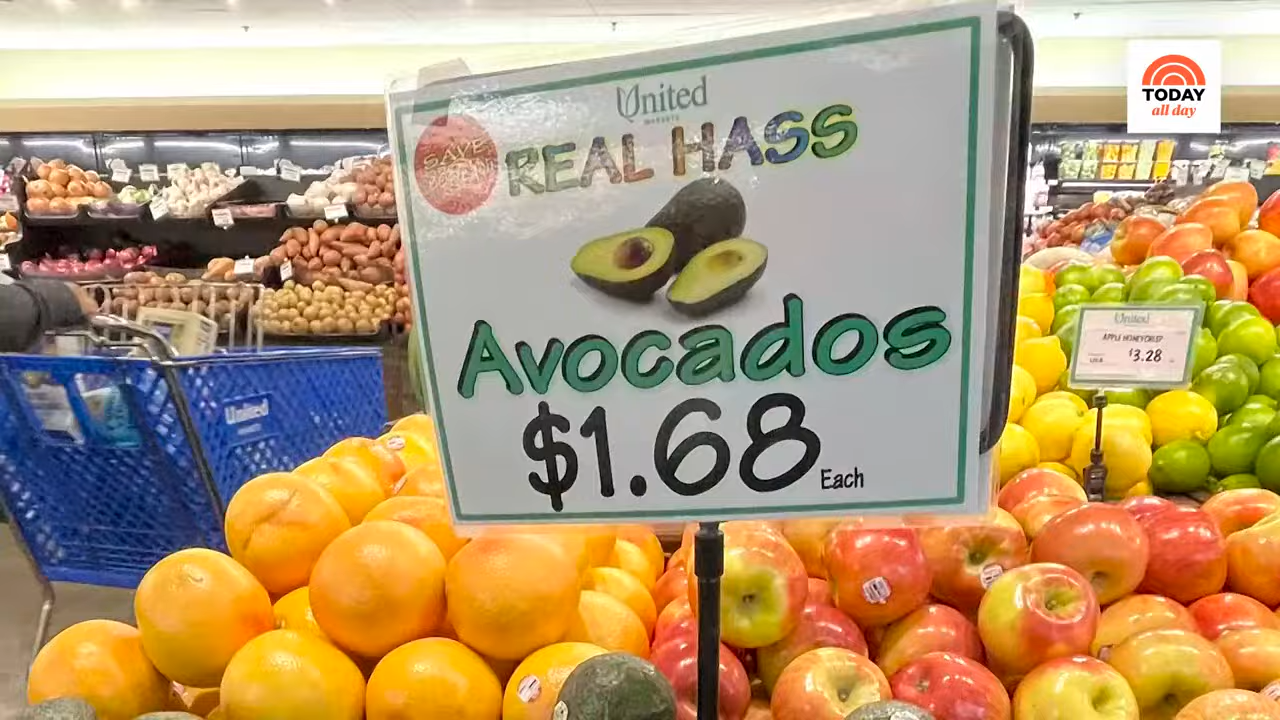 United
MARKETS
SAVE
REAL HASS
Avocados
$1.68 Each
TODAY
all day
United
APPLE HONEYCRISP
$3.28
United